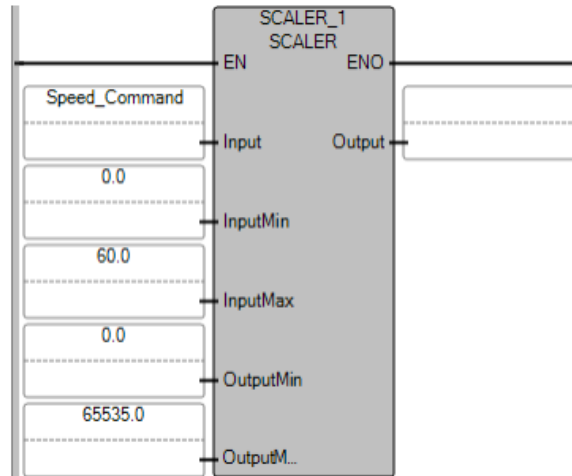 SCALER_1
SCALER
EN ENO
Speed_Command
Input Output
0.0
InputMin
60.0
InputMax
0.0
OutputMin
65535.0
OutputM...